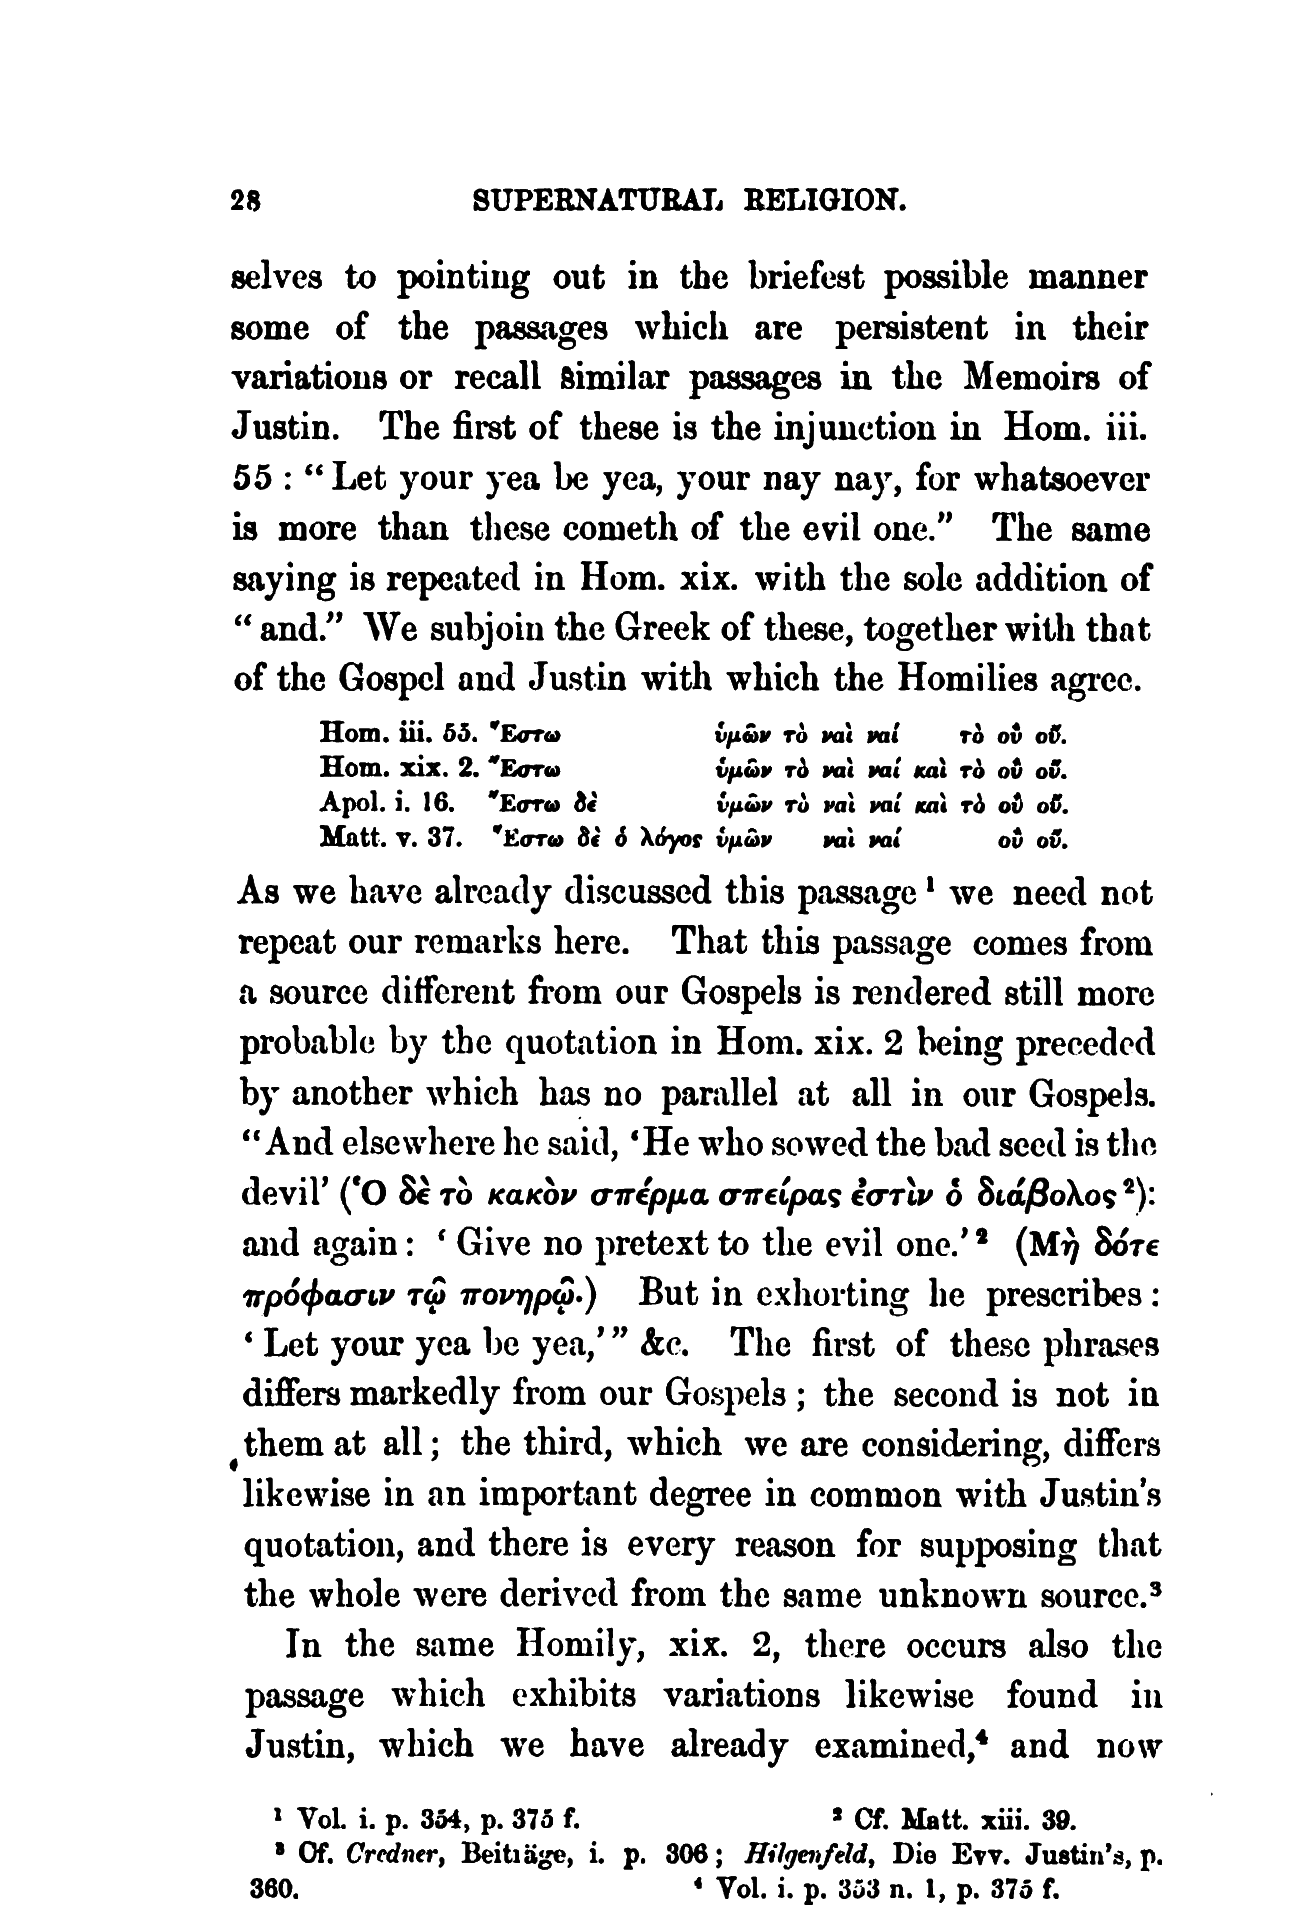 28 SUPERNATURAL RELIGION.
selves to pointing out in the briefest possible manner
some of the passages which are persistent in their
variations or recall similar passages in the Memoirs of
Justin. The first of these is the injunction in Hom. iii.
55 : “ Let your yea be yea, your nay nay, for whatsoever
is more than these cometh of the evil one.” The same
saying is repeated in Hom. xix. with the sole addition of
“ and.” We subjoin the Greek of these, together with that
of the Gospel and Justin with which the Homilies agree.
Hom. iii. 55. Ἔστω ὑμῶν τὸ ναὶ ναί τὸ οὒ οὔ.
Hom. xix. 2. Ἔστω ὑμῶν τὸ ναὶ ναί καὶ τὸ οὒ οὔ.
Apol. i. 16. Ἔστω δὲ ὑμῶν τὸ ναὶ ναί καὶ τὸ οὒ οὔ.
Matt. v. 37. Ἔστω δὲ ὁ λόγος ὑμῶν ναὶ ναί οὒ οὔ.
As we have already discussed this passage ¹ we need not
repeat our remarks here. That this passage comes from
a source different from our Gospels is rendered still more
probable by the quotation in Hom. xix. 2 being preceded
by another which has no parallel at all in our Gospels.
“And elsewhere he said, ‘He who sowed the bad seed is the
devil’ (Ὁ δὲ τὸ κακὸν σπέρμα σπείρας ἐστὶν ὁ διάβολος ²):
and again : ‘ Give no pretext to the evil one.’ ² (Μὴ δότε
πρόφασιν τῷ πονηρῷ.) But in exhorting he prescribes :
‘ Let your yea be yea,’ ” &c. The first of these phrases
differs markedly from our Gospels ; the second is not in
them at all ; the third, which we are considering, differs
likewise in an important degree in common with Justin’s
quotation, and there is every reason for supposing that
the whole were derived from the same unknown source.³
In the same Homily, xix. 2, there occurs also the
passage which exhibits variations likewise found in
Justin, which we have already examined,⁴ and now
¹ Vol. i. p. 354, p. 375 f. ² Cf. Matt. xiii. 39.
³ Cf. Credner, Beiträge, i. p. 306 ; Hilgenfeld, Die Evv. Justin’s, p.
360. ⁴ Vol. i. p. 353 n. 1, p. 375 f.